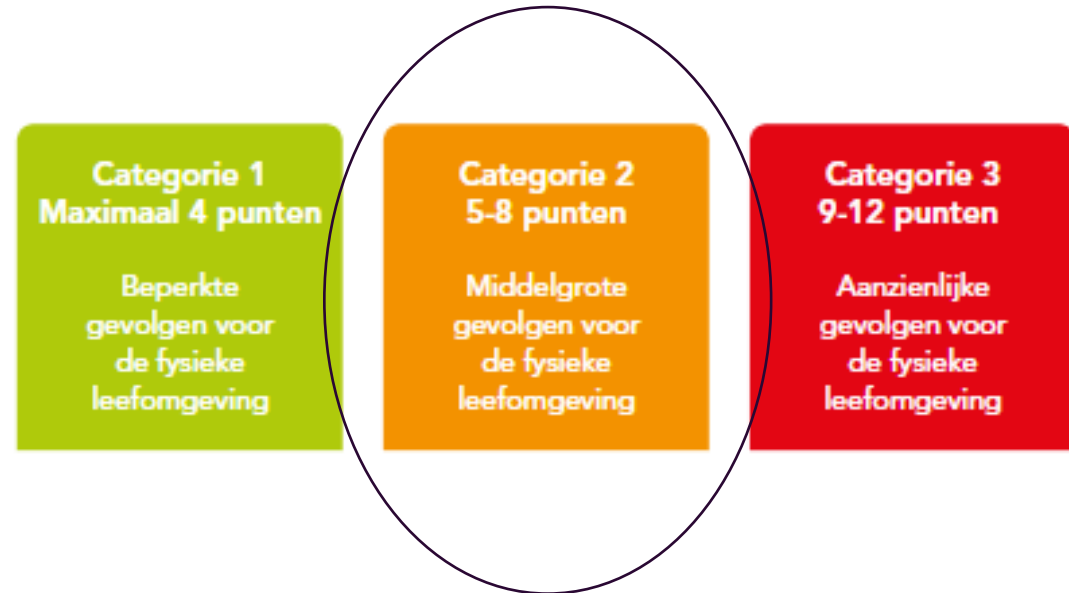 Categorie 1
Maximaal 4 punten
Beperkte
gevolgen voor
de fysieke
leefomgeving
Categorie 2
5-8 punten
Middelgrote
gevolgen voor
de fysieke
leefomgeving
Categorie 3
9-12 punten
Aanzienlijke
gevolgen voor
de fysieke
leefomgeving